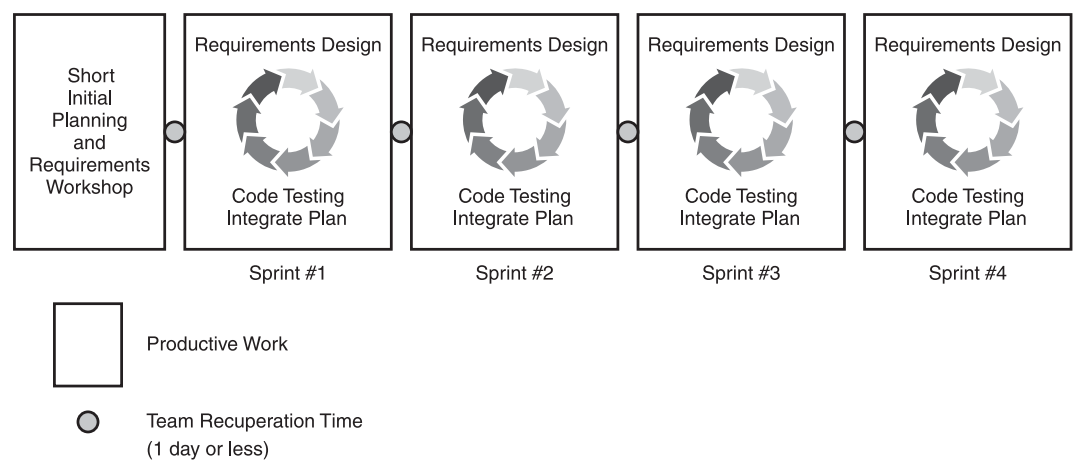 Short
Initial
Planning
and
Requirements
Workshop
Requirements Design
Code Testing
Integrate Plan
Sprint #1
Requirements Design
Code Testing
Integrate Plan
Sprint #2
Requirements Design
Code Testing
Integrate Plan
Sprint #3
Requirements Design
Code Testing
Integrate Plan
Sprint #4
Productive Work
Team Recuperation Time
(1 day or less)